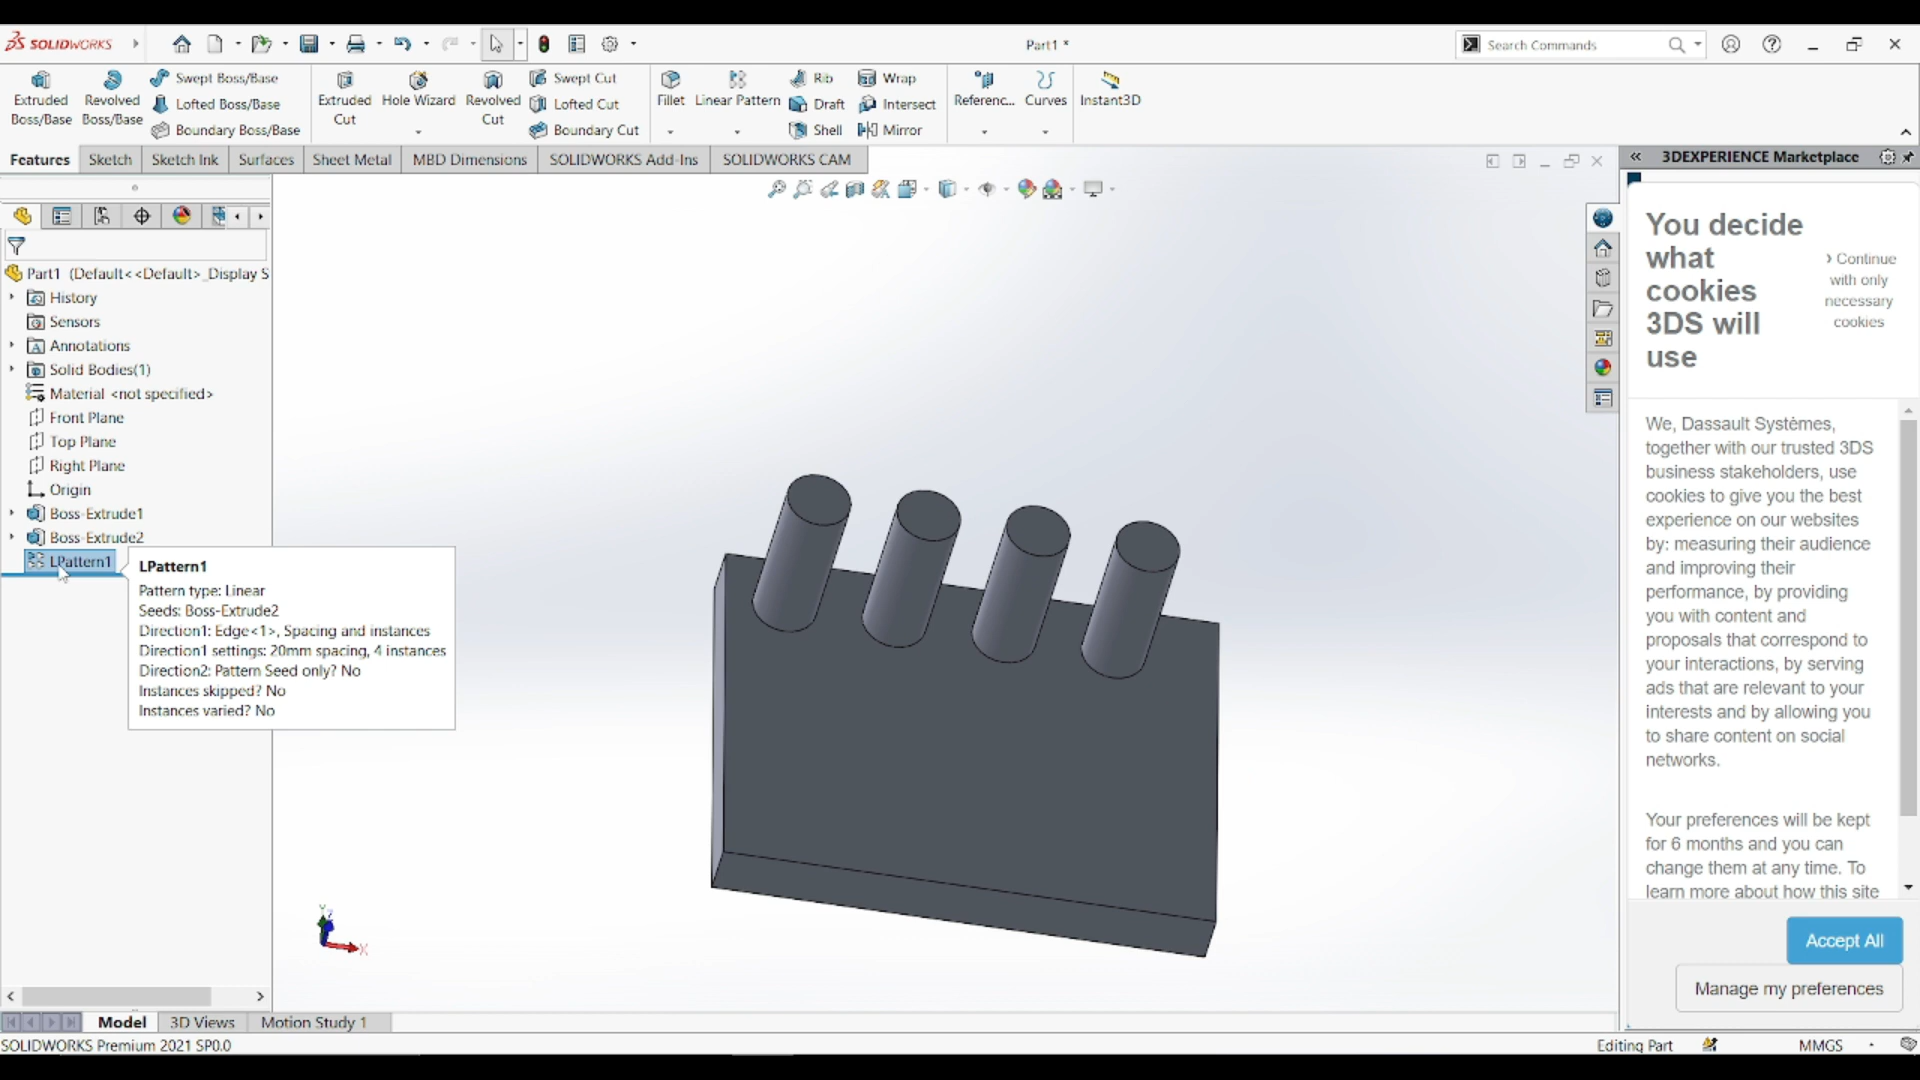 SOLIDWORKS
Part1 *
Search Commands
Extruded Boss/Base
Revolved Boss/Base
Swept Boss/Base
Lofted Boss/Base
Boundary Boss/Base
Extruded Cut
Hole Wizard
Revolved Cut
Swept Cut
Lofted Cut
Boundary Cut
Fillet
Linear Pattern
Rib
Draft
Shell
Wrap
Intersect
Mirror
Referenc...
Curves
Instant3D
Features
Sketch
Sketch Ink
Surfaces
Sheet Metal
MBD Dimensions
SOLIDWORKS Add-Ins
SOLIDWORKS CAM
3DEXPERIENCE Marketplace
Part1 (Default<<Default>_Display S
History
Sensors
Annotations
Solid Bodies(1)
Material <not specified>
Front Plane
Top Plane
Right Plane
Origin
Boss-Extrude1
Boss-Extrude2
LPattern1
LPattern1
Pattern type: Linear
Seeds: Boss-Extrude2
Direction1: Edge<1>, Spacing and instances
Direction1 settings: 20mm spacing, 4 instances
Direction2: Pattern Seed only? No
Instances skipped? No
Instances varied? No
Y
Z
X
You decide
what
cookies
3DS will
use
› Continue
with only
necessary
cookies
We, Dassault Systèmes,
together with our trusted 3DS
business stakeholders, use
cookies to give you the best
experience on our websites
by: measuring their audience
and improving their
performance, by providing
you with content and
proposals that correspond to
your interactions, by serving
ads that are relevant to your
interests and by allowing you
to share content on social
networks.
Your preferences will be kept
for 6 months and you can
change them at any time. To
learn more about how this site
Accept All
Manage my preferences
Model
3D Views
Motion Study 1
SOLIDWORKS Premium 2021 SP0.0
Editing Part
MMGS